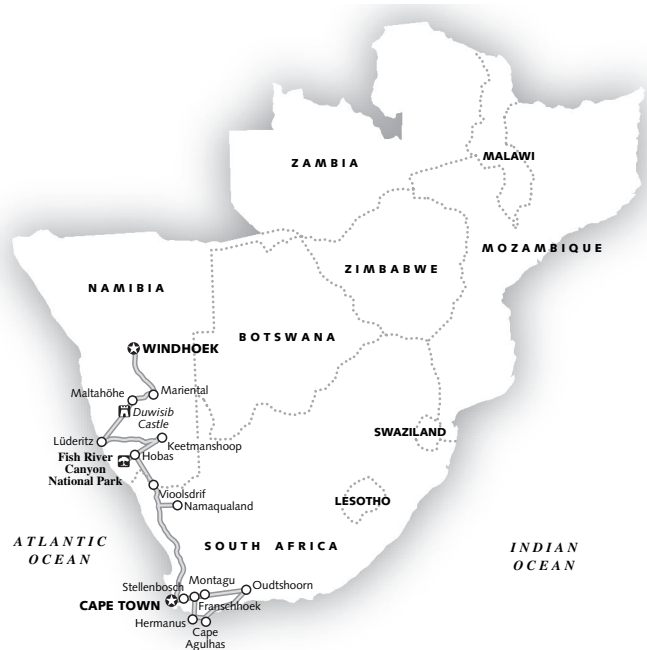 ZAMBIA
MALAWI
MOZAMBIQUE
ZIMBABWE
NAMIBIA
BOTSWANA
WINDHOEK
Mariental
Maltahöhe
Duwisib
Castle
SWAZILAND
Lüderitz
Keetmanshoop
Hobas
Fish River
Canyon
National Park
Vioolsdrif
LESOTHO
Namaqualand
ATLANTIC
OCEAN
SOUTH AFRICA
INDIAN
OCEAN
Montagu
Oudtshoorn
Stellenbosch
CAPE TOWN
Franschhoek
Hermanus
Cape
Agulhas